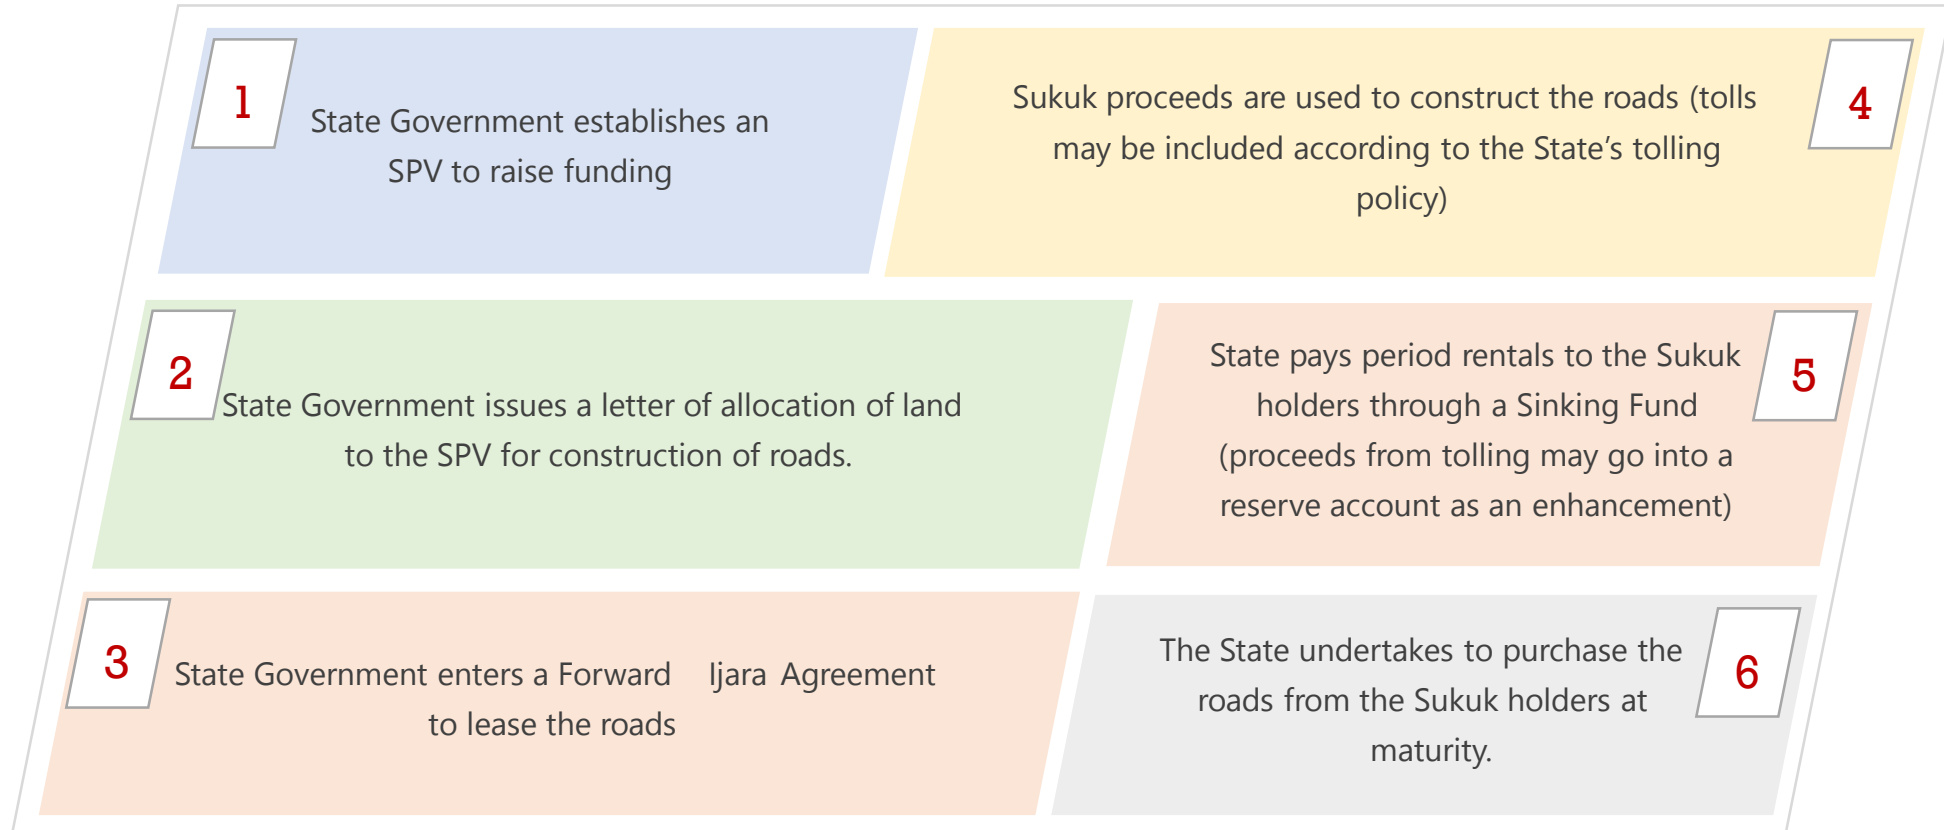 1
State Government establishes an
SPV to raise funding
2
State Government issues a letter of allocation of land
to the SPV for construction of roads.
3
State Government enters a Forward Ijara Agreement
to lease the roads
4
Sukuk proceeds are used to construct the roads (tolls
may be included according to the State’s tolling
policy)
5
State pays period rentals to the Sukuk
holders through a Sinking Fund
(proceeds from tolling may go into a
reserve account as an enhancement)
6
The State undertakes to purchase the
roads from the Sukuk holders at
maturity.